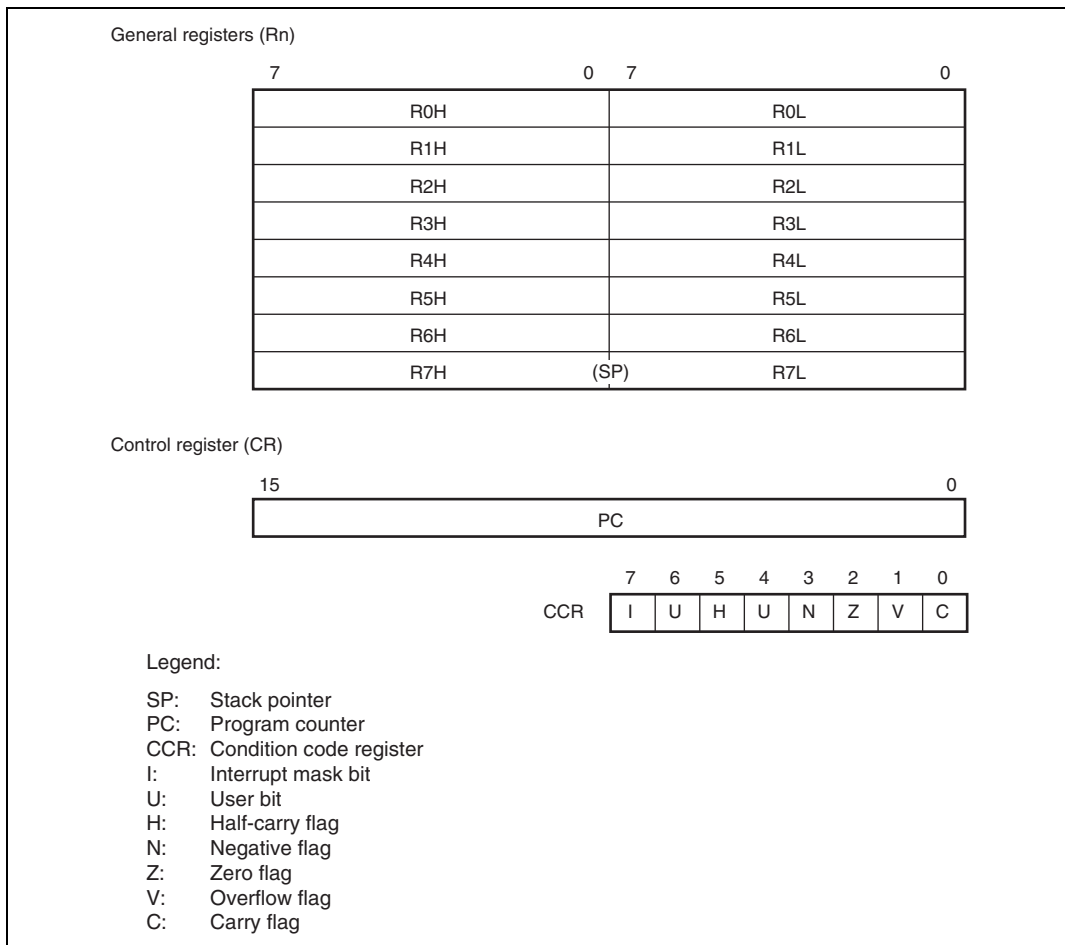 General registers (Rn)
7 0 7 0
R0H R0L
R1H R1L
R2H R2L
R3H R3L
R4H R4L
R5H R5L
R6H R6L
R7H (SP) R7L
Control register (CR)
15 0
PC
7 6 5 4 3 2 1 0
CCR I U H U N Z V C
Legend:
SP: Stack pointer
PC: Program counter
CCR: Condition code register
I: Interrupt mask bit
U: User bit
H: Half-carry flag
N: Negative flag
Z: Zero flag
V: Overflow flag
C: Carry flag